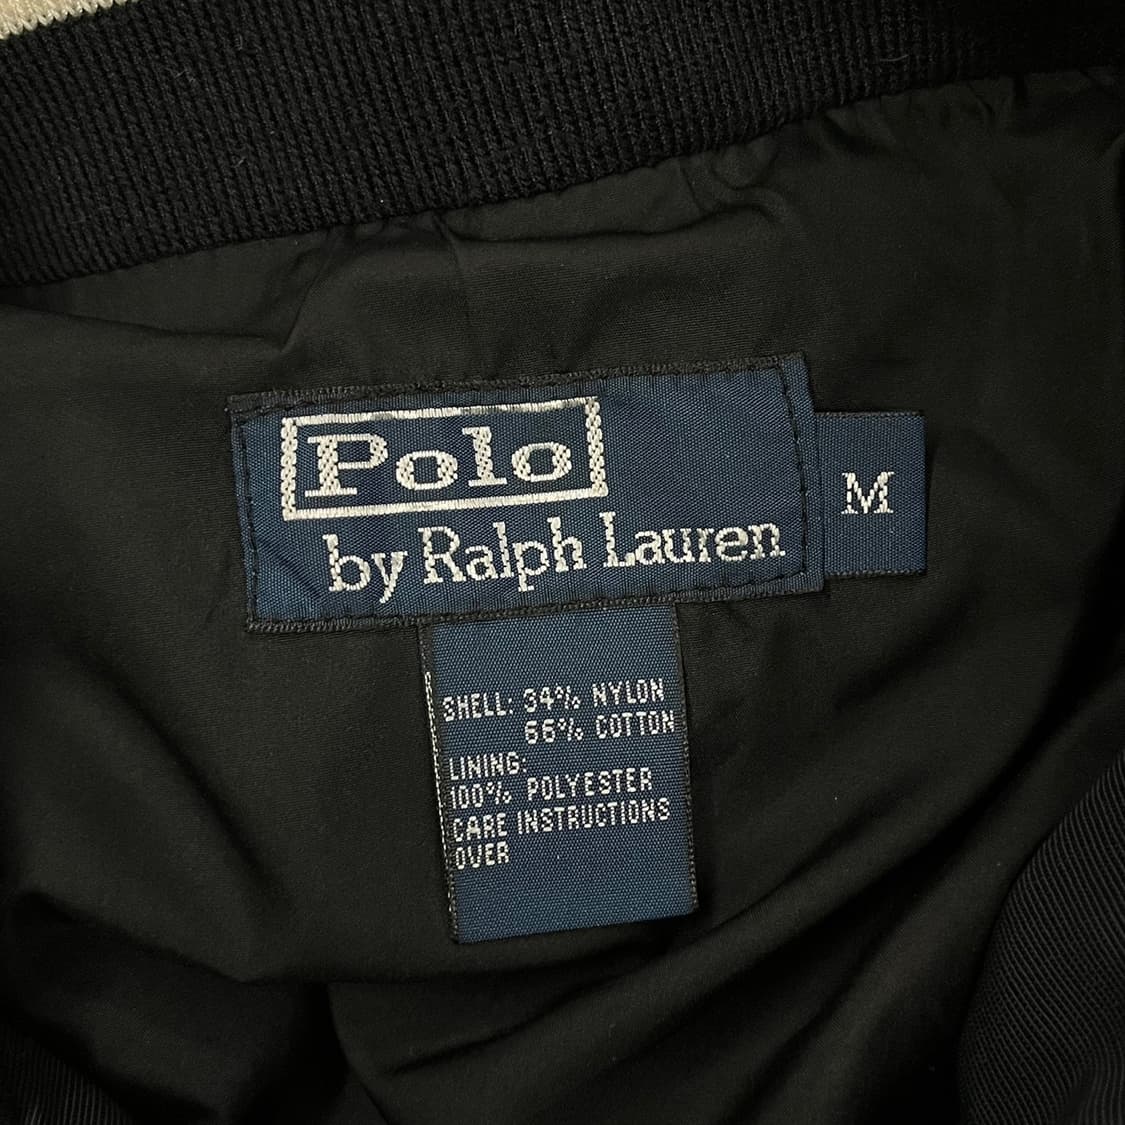 Polo
by Ralph Lauren
M
SHELL: 34% NYLON
66% COTTON
LINING:
100% POLYESTER
CARE INSTRUCTIONS
OVER